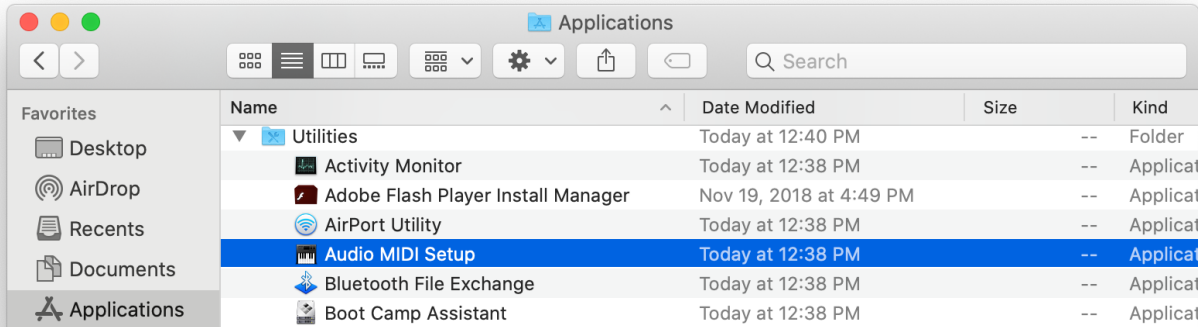 Applications
Search
Favorites
Desktop
AirDrop
Recents
Documents
Applications
Name Date Modified Size Kind
Utilities Today at 12:40 PM -- Folder
Activity Monitor Today at 12:38 PM -- Applicat
Adobe Flash Player Install Manager Nov 19, 2018 at 4:49 PM -- Applicat
AirPort Utility Today at 12:38 PM -- Applicat
Audio MIDI Setup Today at 12:38 PM -- Applicat
Bluetooth File Exchange Today at 12:38 PM -- Applicat
Boot Camp Assistant Today at 12:38 PM -- Applicat